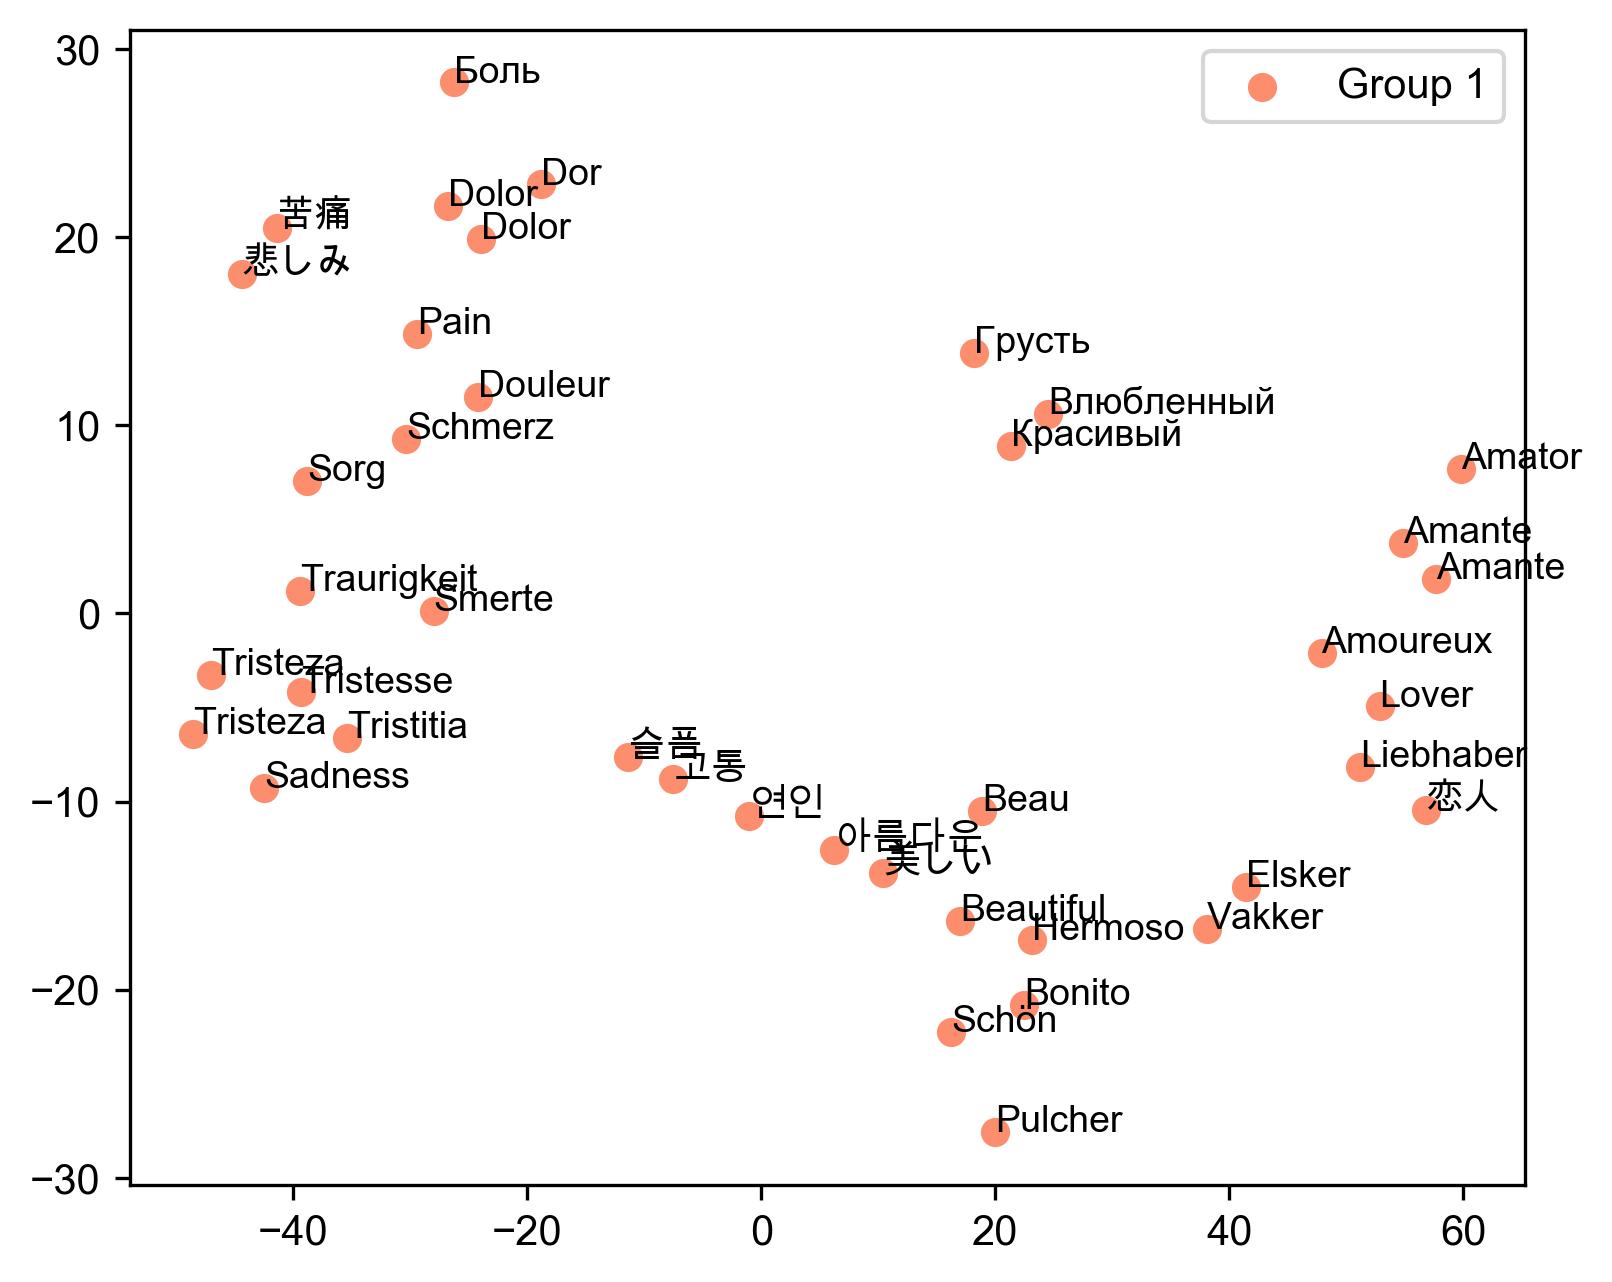 30
Боль
Group 1
Dor
Dolor
Dolor
苦痛
20
悲しみ
Pain
Грусть
Douleur
Влюбленный
10
Schmerz
Красивый
Sorg
Amator
Amante
Amante
Traurigkeit
Smerte
0
Amoureux
Tristeza
Tristesse
Lover
Tristeza
Tristitia
슬픔
고통
Liebhaber
Sadness
恋人
−10
연인
Beau
아름다운
美しい
Elsker
Beautiful
Hermoso
Vakker
−20
Bonito
Schön
Pulcher
−30
−40
−20
0
20
40
60